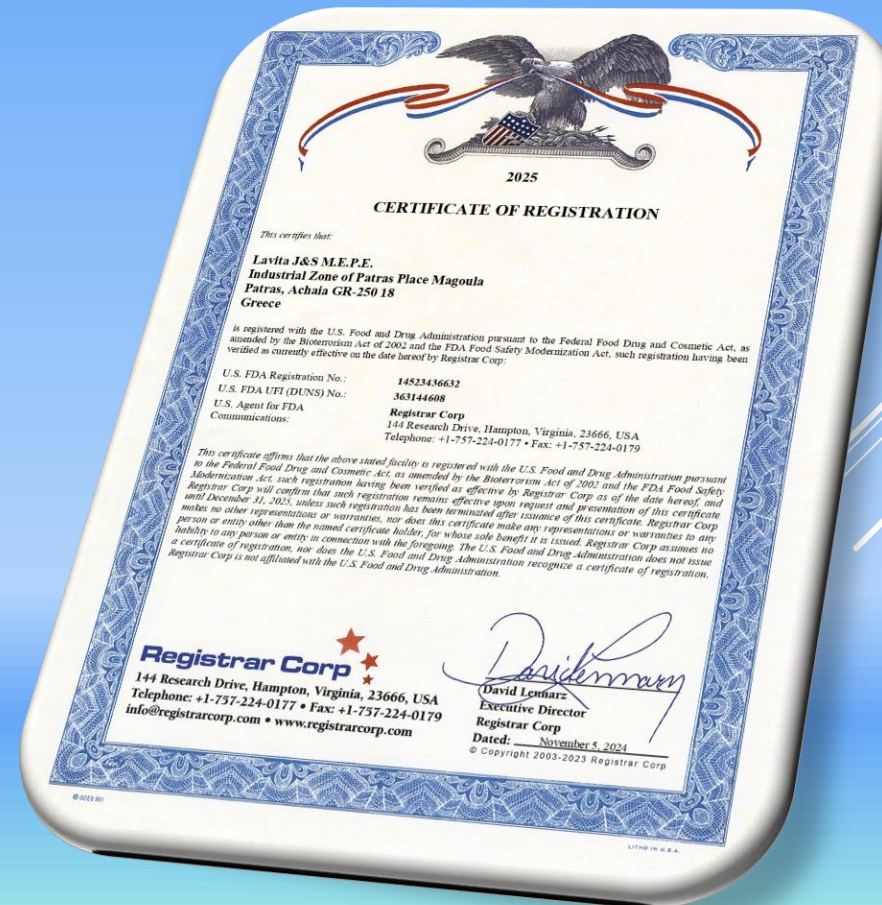 2025
CERTIFICATE OF REGISTRATION
This certifies that:
Lavita J&S M.E.P.E.
Industrial Zone of Patras Place Magoula
Patras, Achaia GR-250 18
Greece
is registered with the U.S. Food and Drug Administration pursuant to the Federal Food Drug and Cosmetic Act, as
amended by the Bioterrorism Act of 2002 and the FDA Food Safety Modernization Act, such registration having been
verified as currently effective on the date hereof by Registrar Corp:
U.S. FDA Registration No.: 14523436632
U.S. FDA UFI (DUNS) No.: 363144608
U.S. Agent for FDA Registrar Corp
Communications: 144 Research Drive, Hampton, Virginia, 23666, USA
Telephone: +1-757-224-0177 • Fax: +1-757-224-0179
This certificate affirms that the above stated facility is registered with the U.S. Food and Drug Administration pursuant
to the Federal Food Drug and Cosmetic Act, as amended by the Bioterrorism Act of 2002 and the FDA Food Safety
Modernization Act, such registration having been verified as effective by Registrar Corp as of the date hereof, and
Registrar Corp will confirm that such registration remains effective upon request and presentation of this certificate
until December 31, 2025, unless such registration has been terminated after issuance of this certificate. Registrar Corp
makes no other representations or warranties, nor does this certificate make any representations or warranties to any
person or entity other than the named certificate holder, for whose sole benefit it is issued. Registrar Corp assumes no
liability to any person or entity in connection with the foregoing. The U.S. Food and Drug Administration does not issue
a certificate of registration, nor does the U.S. Food and Drug Administration recognize a certificate of registration.
Registrar Corp is not affiliated with the U.S. Food and Drug Administration.
Registrar Corp
144 Research Drive, Hampton, Virginia, 23666, USA
Telephone: +1-757-224-0177 • Fax: +1-757-224-0179
info@registrarcorp.com • www.registrarcorp.com
David Lennarz
Executive Director
Registrar Corp
Dated: November 5, 2024
© Copyright 2003-2023 Registrar Corp
LITHO IN U.S.A.